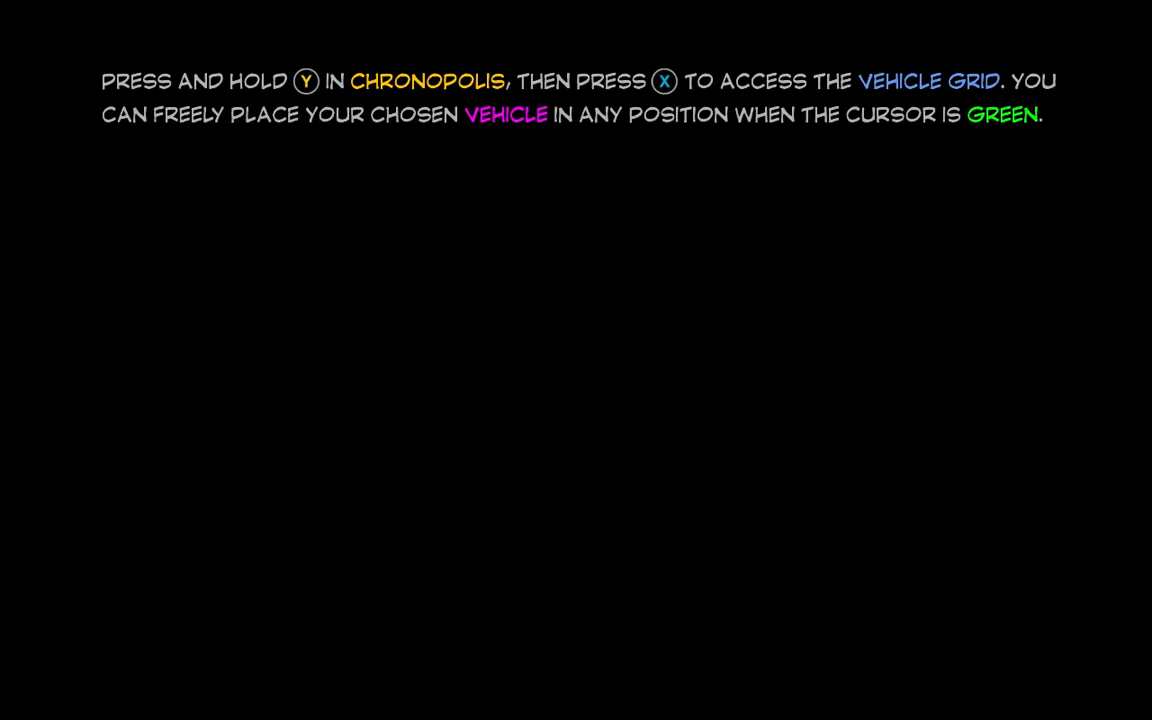 PRESS AND HOLD Y IN CHRONOPOLIS, THEN PRESS X TO ACCESS THE VEHICLE GRID. YOU
CAN FREELY PLACE YOUR CHOSEN VEHICLE IN ANY POSITION WHEN THE CURSOR IS GREEN.